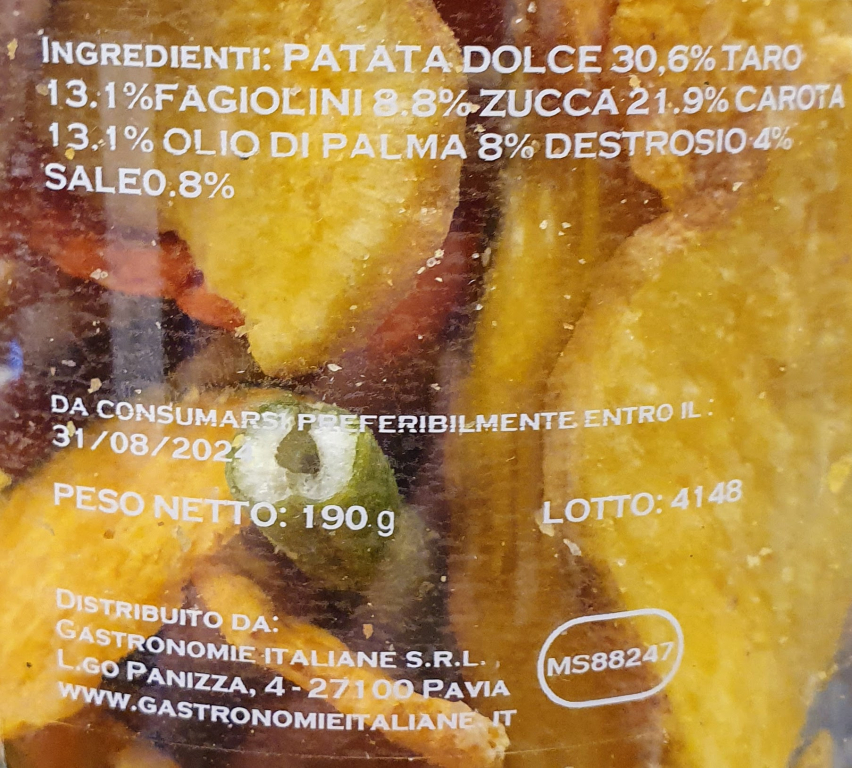 INGREDIENTI: PATATA DOLCE 30,6% TARO
13.1%FAGIOLINI 8.8% ZUCCA 21.9% CAROTA
13.1% OLIO DI PALMA 8% DESTROSIO 4%
SALE0.8%
DA CONSUMARSI PREFERIBILMENTE ENTRO IL:
31/08/2024
PESO NETTO: 190 g
LOTTO: 4148
DISTRIBUITO DA:
GASTRONOMIE ITALIANE S.R.L.
L.GO PANIZZA, 4 - 27100 PAVIA
WWW.GASTRONOMIEITALIANE.IT
MS88247